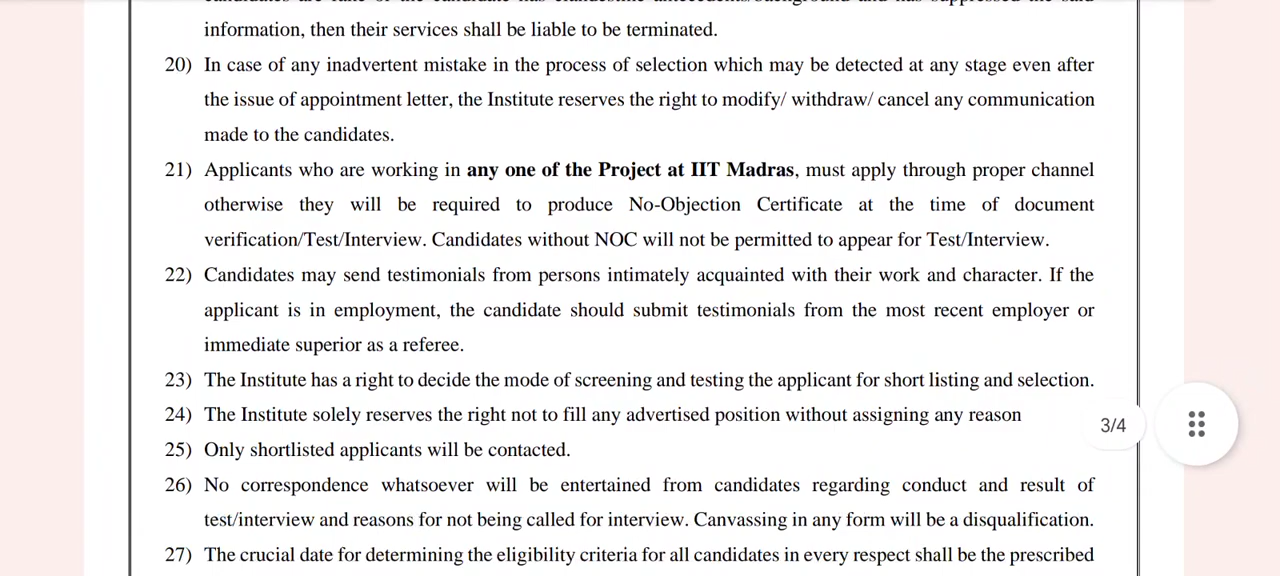 information, then their services shall be liable to be terminated.
20) In case of any inadvertent mistake in the process of selection which may be detected at any stage even after
the issue of appointment letter, the Institute reserves the right to modify/ withdraw/ cancel any communication
made to the candidates.
21) Applicants who are working in any one of the Project at IIT Madras, must apply through proper channel
otherwise they will be required to produce No-Objection Certificate at the time of document
verification/Test/Interview. Candidates without NOC will not be permitted to appear for Test/Interview.
22) Candidates may send testimonials from persons intimately acquainted with their work and character. If the
applicant is in employment, the candidate should submit testimonials from the most recent employer or
immediate superior as a referee.
23) The Institute has a right to decide the mode of screening and testing the applicant for short listing and selection.
24) The Institute solely reserves the right not to fill any advertised position without assigning any reason
3/4
25) Only shortlisted applicants will be contacted.
26) No correspondence whatsoever will be entertained from candidates regarding conduct and result of
test/interview and reasons for not being called for interview. Canvassing in any form will be a disqualification.
27) The crucial date for determining the eligibility criteria for all candidates in every respect shall be the prescribed